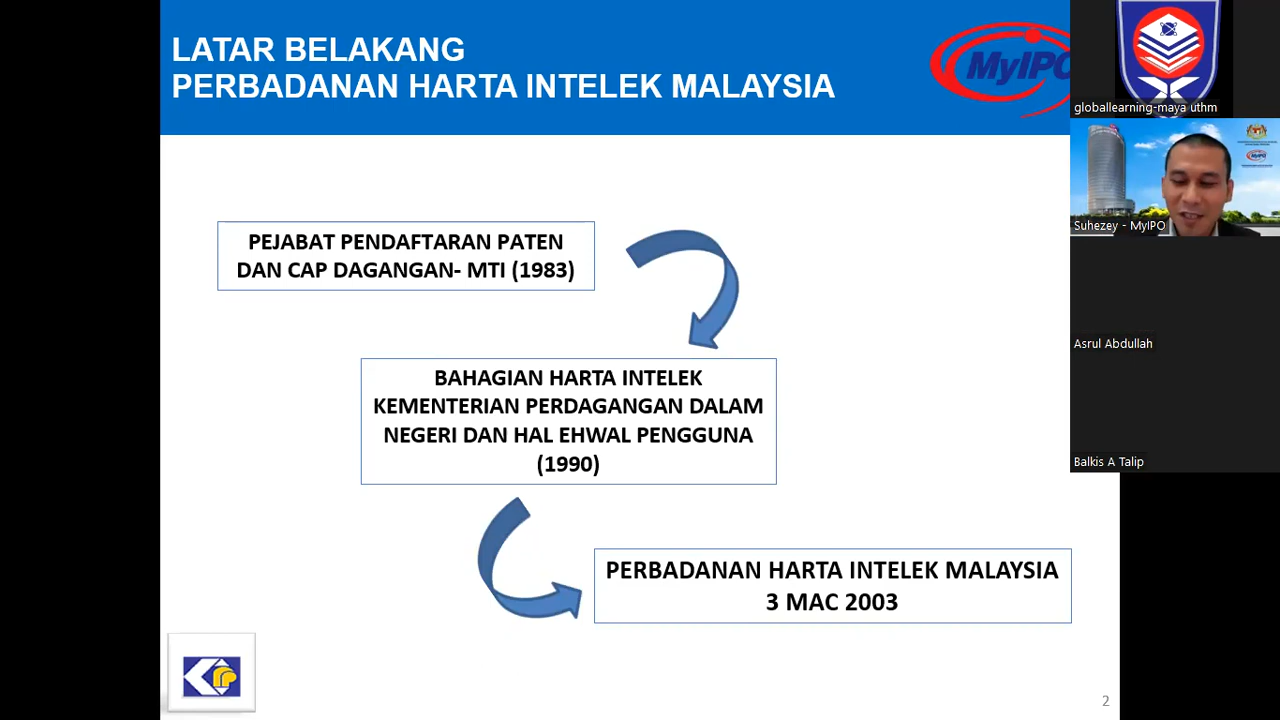 LATAR BELAKANG
PERBADANAN HARTA INTELEK MALAYSIA
MyIPO
PEJABAT PENDAFTARAN PATEN
DAN CAP DAGANGAN- MTI (1983)
BAHAGIAN HARTA INTELEK
KEMENTERIAN PERDAGANGAN DALAM
NEGERI DAN HAL EHWAL PENGGUNA
(1990)
PERBADANAN HARTA INTELEK MALAYSIA
3 MAC 2003
2
globallearning-maya uthm
MyIPO
Suhezey - MyIPO
Asrul Abdullah
Balkis A Talip